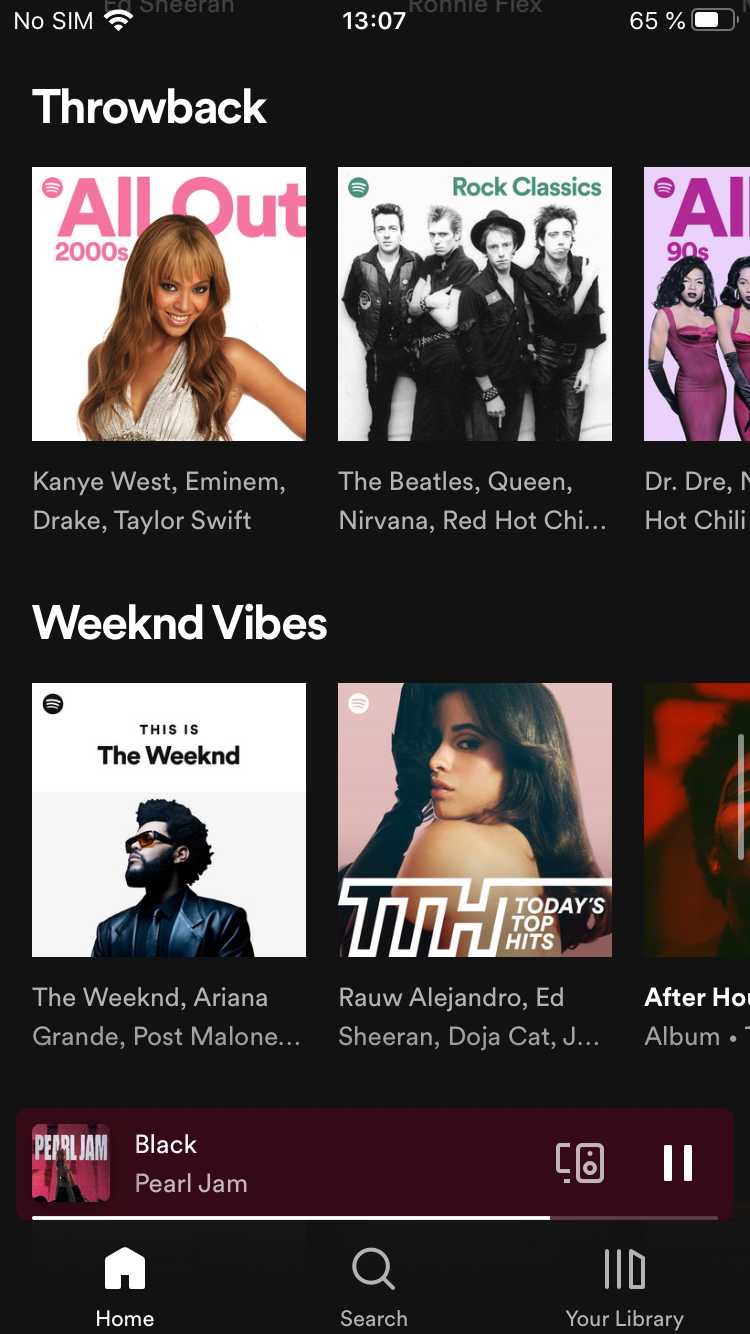 Ed Sheeran
Ronnie Flex
No SIM
13:07
65 %
Throwback
All Out
2000s
Rock Classics
All
90s
Kanye West, Eminem,
Drake, Taylor Swift
The Beatles, Queen,
Nirvana, Red Hot Chi...
Dr. Dre, N
Hot Chili
Weeknd Vibes
THIS IS
The Weeknd
TTH
TODAY'S
TOP
HITS
The Weeknd, Ariana
Grande, Post Malone...
Rauw Alejandro, Ed
Sheeran, Doja Cat, J...
After Hou
Album • T
PEARL JAM
Black
Pearl Jam
Home
Search
Your Library